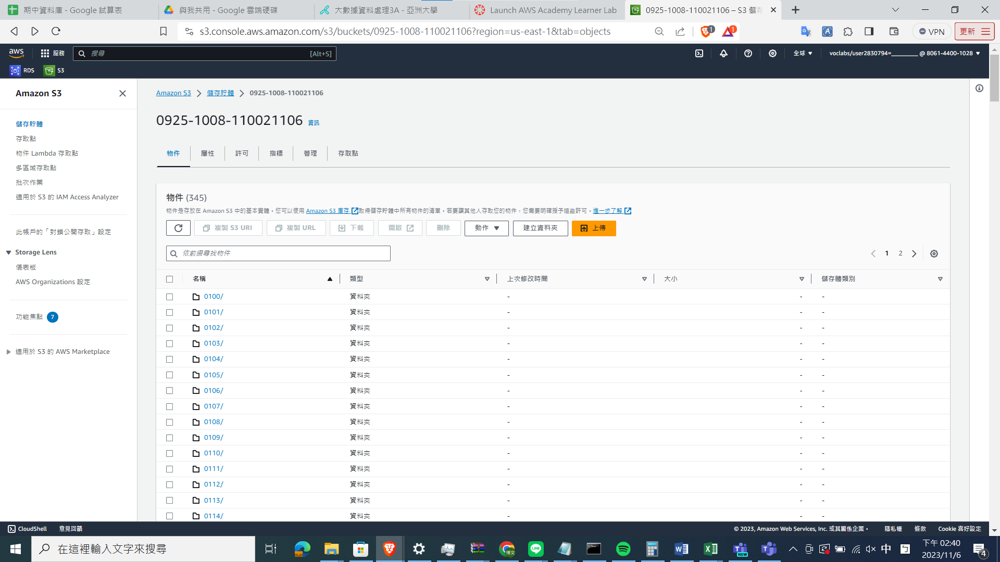 期中資料庫 - Google 試算表
與我共用 - Google 雲端硬碟
大數據資料處理3A - 亞洲大學
Launch AWS Academy Learner Lab
0925-1008-110021106 – S3 儲存
s3.console.aws.amazon.com/s3/buckets/0925-1008-110021106?region=us-east-1&tab=objects
1
1
VPN
更新
aws
服務
搜尋
[Alt+S]
全球
voclabs/user2830794=________ @ 8061-4400-1028
RDS
S3
Amazon S3
儲存貯體
存取點
物件 Lambda 存取點
多區域存取點
批次作業
適用於 S3 的 IAM Access Analyzer
此帳戶的「封鎖公開存取」設定
Storage Lens
儀表板
AWS Organizations 設定
功能焦點 7
適用於 S3 的 AWS Marketplace
Amazon S3
儲存貯體
0925-1008-110021106
0925-1008-110021106 資訊
物件
屬性
許可
指標
管理
存取點
物件 (345)
物件是存放在 Amazon S3 中的基本實體。您可以使用 Amazon S3 庫存 取得儲存貯體中所有物件的清單。若要讓其他人存取您的物件，您需要明確授予這些許可。進一步了解
複製 S3 URI
複製 URL
下載
開啟
刪除
動作
建立資料夾
上傳
依前綴尋找物件
1 2
名稱 類型 上次修改時間 大小 儲存體類別
0100/ 資料夾 - - -
0101/ 資料夾 - - -
0102/ 資料夾 - - -
0103/ 資料夾 - - -
0104/ 資料夾 - - -
0105/ 資料夾 - - -
0106/ 資料夾 - - -
0107/ 資料夾 - - -
0108/ 資料夾 - - -
0109/ 資料夾 - - -
0110/ 資料夾 - - -
0111/ 資料夾 - - -
0112/ 資料夾 - - -
0113/ 資料夾 - - -
0114/ 資料夾 - - -
CloudShell
意見回饋
© 2023, Amazon Web Services, Inc. 或其關係企業。
隱私權
條款
Cookie 喜好設定
在這裡輸入文字來搜尋
博文
LINE
NEW
中
下午 02:40
2023/11/6
4